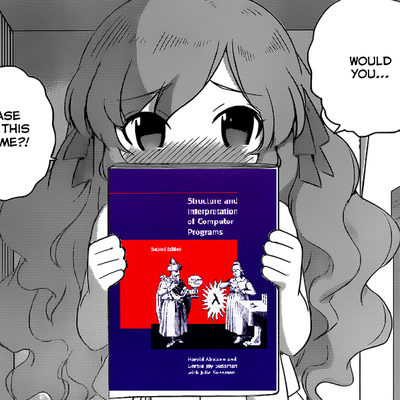 WOULD
YOU...
ASE
THIS
ME?!
Structure and
Interpretation
of Computer
Programs
Second Edition
λ
Harold Abelson and
Gerald Jay Sussman
with Julie Sussman